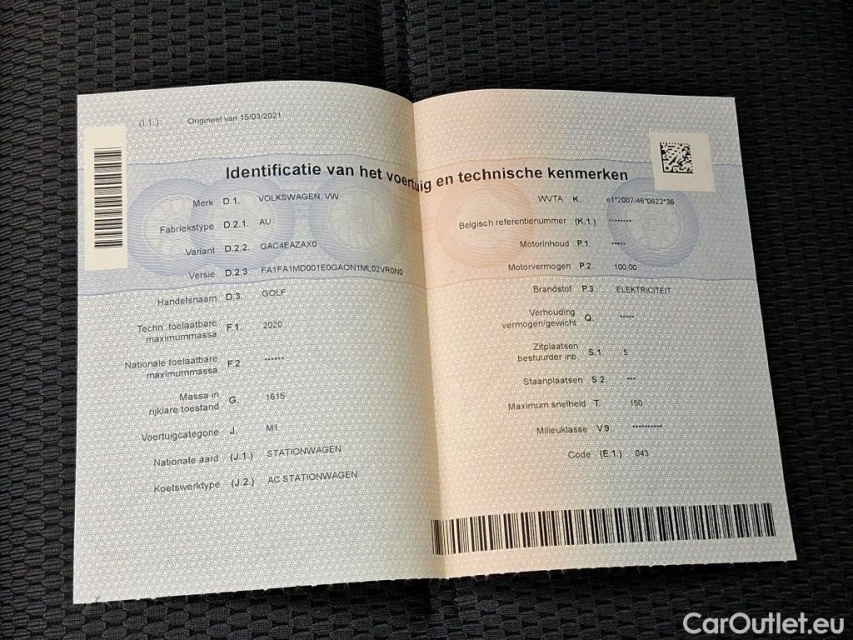 (I.1.) Origineel van 15/03/2021
Identificatie van het voertuig en technische kenmerken
Merk D.1. VOLKSWAGEN, VW
Fabriekstype D.2.1. AU
Variant D.2.2. GAC4EAZAX0
Versie D.2.3
Handelsnaam D.3. GOLF
Techn. toelaatbare
maximummassa F.1. 2020
Nationale toelaatbare
maximummassa F.2 ------
Massa in
rijklare toestand G. 1615
Voertuigcategorie J. M1
Nationale aard (J.1.) STATIONWAGEN
Koetswerktype (J.2.) AC STATIONWAGEN
WVTA K. e1*2007/46*0623*36
Belgisch referentienummer (K.1.) --------
Motorinhoud P.1. -----
Motorvermogen P.2. 100.00
Brandstof P.3. ELEKTRICITEIT
Verhouding
vermogen/gewicht Q. -----
Zitplaatsen
bestuurder inb. S.1. 5
Staanplaatsen S.2. ---
Maximum snelheid T. 150
Milieuklasse V.9. ----------
Code (E.1.) 043
CarOutlet.eu